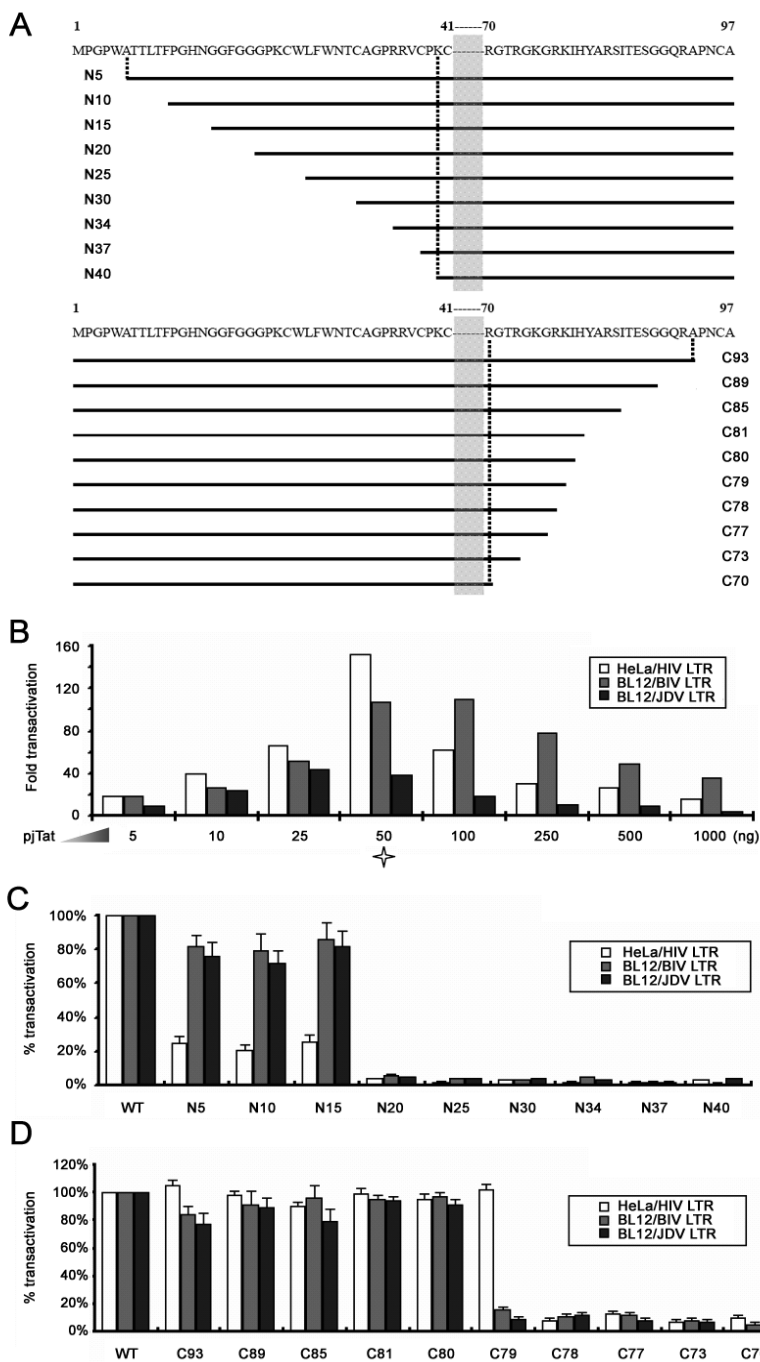 A
1 41 70 97
MPGPWATTLTFPGHNGGFGGGPKCWLFWNTCAGPRRVCPKC------RGTRGKGRKIHYARSITESGGQRAPNCA
N5
N10
N15
N20
N25
N30
N34
N37
N40
1 41------70 97
MPGPWATTLTFPGHNGGFGGGPKCWLFWNTCAGPRRVCPKC------RGTRGKGRKIHYARSITESGGQRAPNCA
C93
C89
C85
C81
C80
C79
C78
C77
C73
C70
B
Fold transactivation
160
120
80
40
0
HeLa/HIV LTR
BL12/BIV LTR
BL12/JDV LTR
pjTat 5 10 25 50 100 250 500 1000 (ng)
C
% transactivation
100%
80%
60%
40%
20%
0%
HeLa/HIV LTR
BL12/BIV LTR
BL12/JDV LTR
WT N5 N10 N15 N20 N25 N30 N34 N37 N40
D
% transactivation
120%
100%
80%
60%
40%
20%
0%
HeLa/HIV LTR
BL12/BIV LTR
BL12/JDV LTR
WT C93 C89 C85 C81 C80 C79 C78 C77 C73 C7